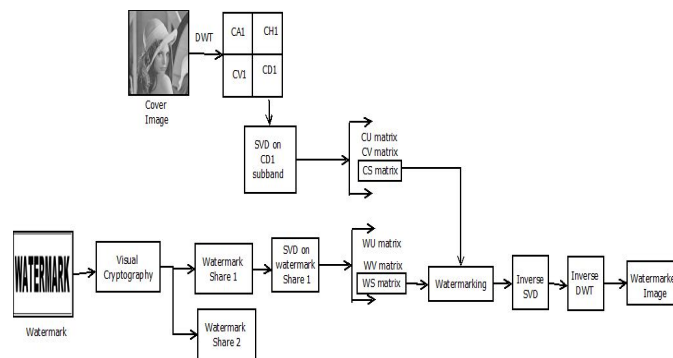 DWT
CA1
CH1
CV1
CD1
Cover
Image
SVD on
CD1
subband
CU matrix
CV matrix
CS matrix
WATERMARK
Watermark
Visual
Cryptography
Watermark
Share 1
Watermark
Share 2
SVD on
watermark
Share 1
WU matrix
WV matrix
WS matrix
Watermarking
Inverse
SVD
Inverse
DWT
Watermarke
Image